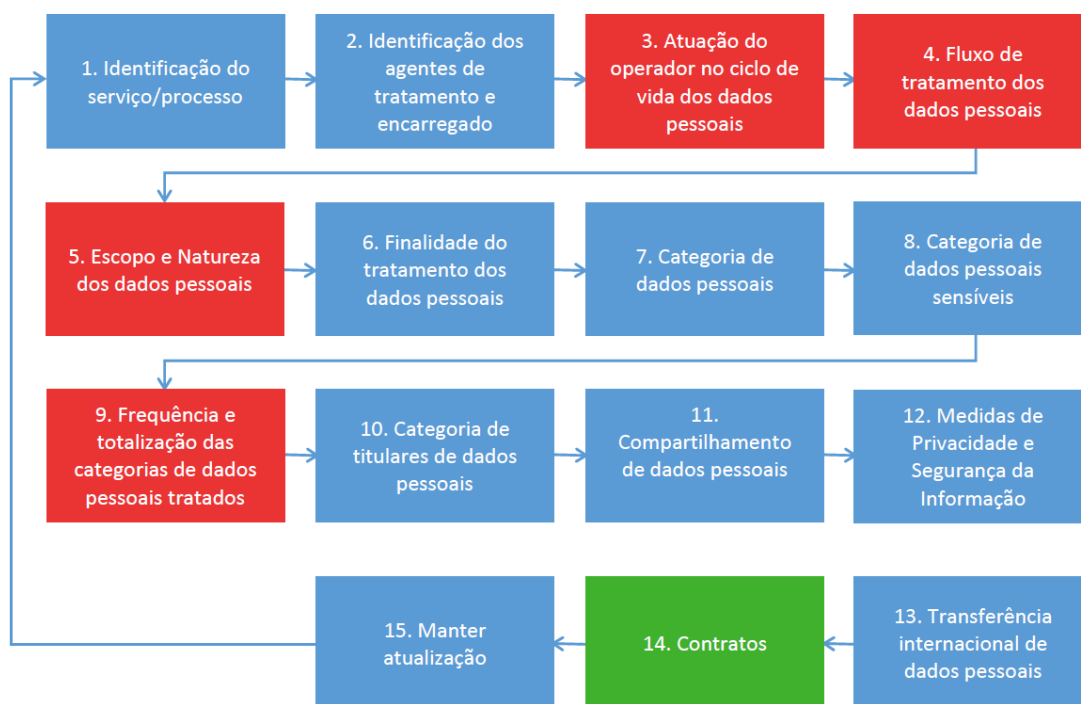 1. Identificação do
serviço/processo
2. Identificação dos
agentes de
tratamento e
encarregado
3. Atuação do
operador no ciclo de
vida dos dados
pessoais
4. Fluxo de
tratamento dos
dados pessoais
5. Escopo e Natureza
dos dados pessoais
6. Finalidade do
tratamento dos
dados pessoais
7. Categoria de
dados pessoais
8. Categoria de
dados pessoais
sensíveis
9. Frequência e
totalização das
categorias de dados
pessoais tratados
10. Categoria de
titulares de dados
pessoais
11.
Compartilhamento
de dados pessoais
12. Medidas de
Privacidade e
Segurança da
Informação
13. Transferência
internacional de
dados pessoais
14. Contratos
15. Manter
atualização